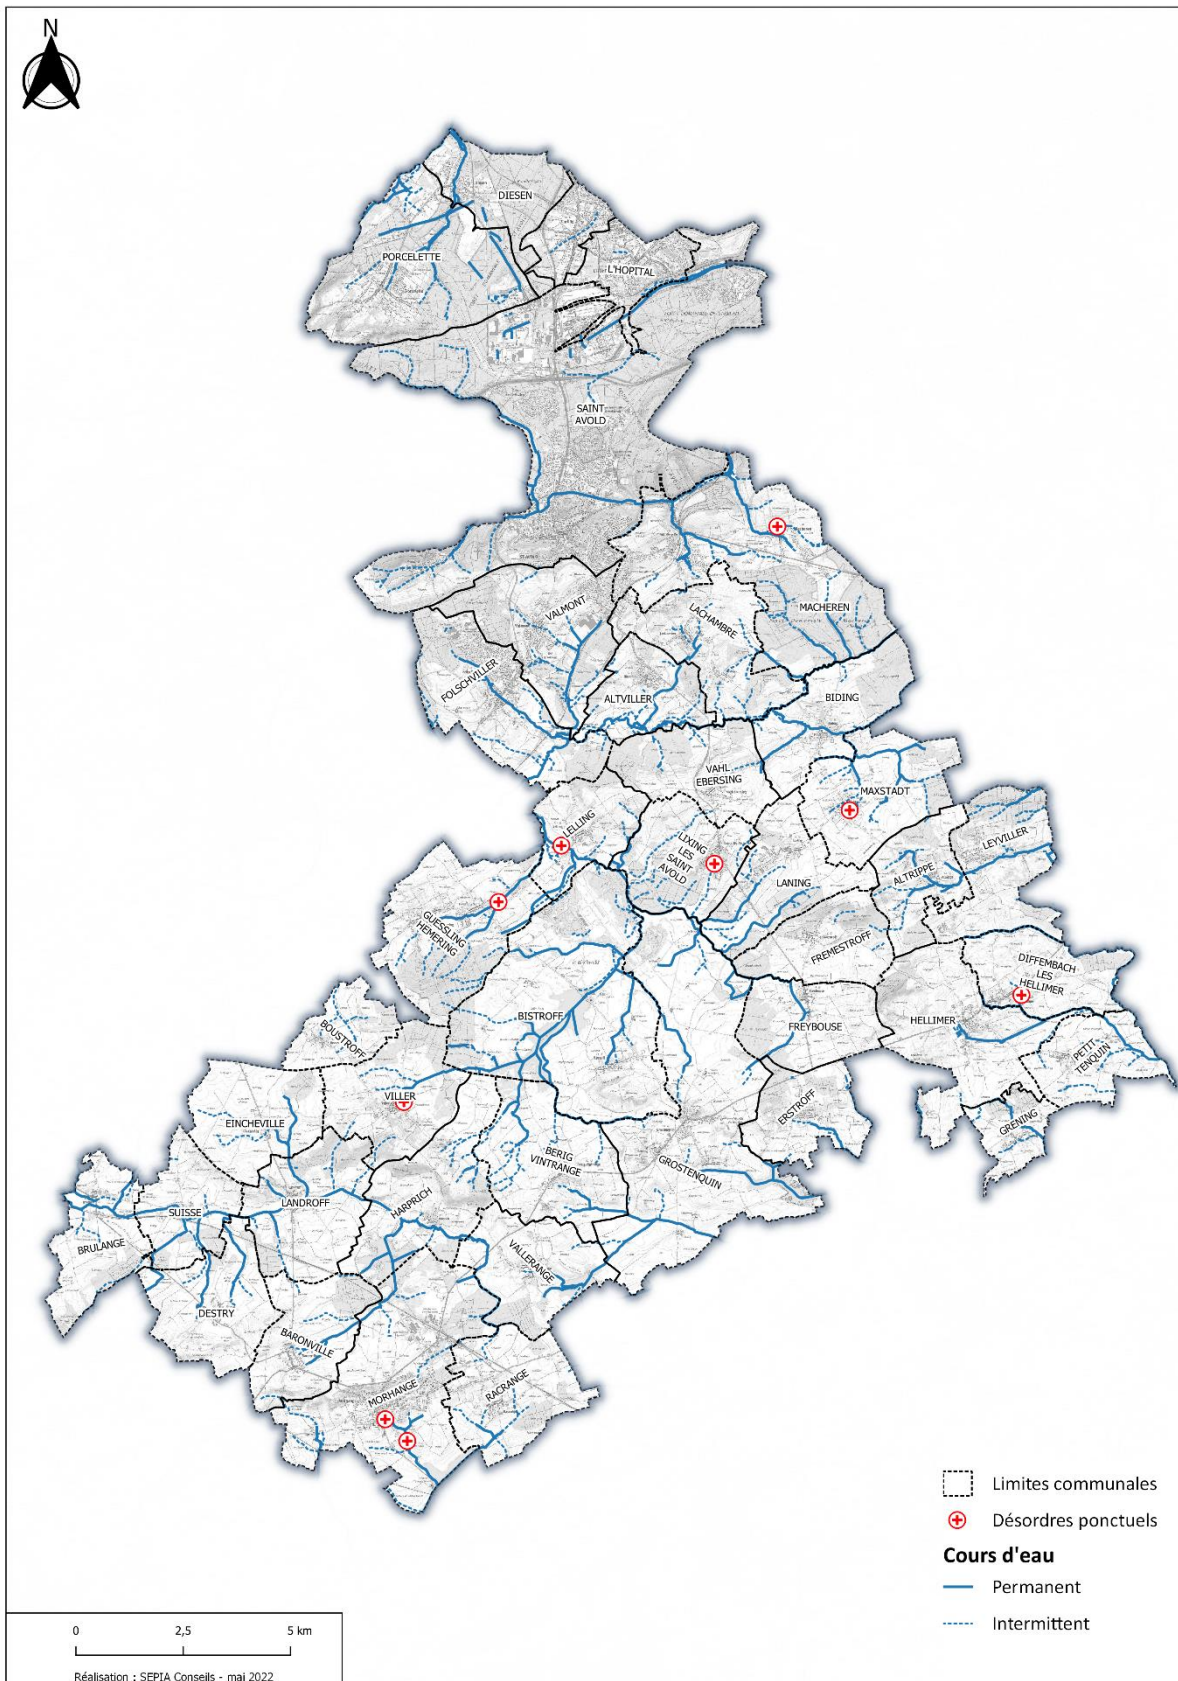 N
DIESEN
PORCELETTE
L'HOPITAL
SAINT
AVOLD
MACHEREN
VALMONT
LACHAMBRE
FOLSCHVILLER
ALTVILLER
BIDING
VAHL
EBERSING
MAXSTADT
LELLING
LIXING
LES
SAINT
AVOLD
LEYVILLER
LANING
ALTRIPPE
GUESSLING
HEMERING
FREMESTROFF
DIFFEMBACH
LES
HELLIMER
BISTROFF
HELLIMER
FREYBOUSE
BOUSTROFF
PETIT
TENQUIN
VILLER
ERSTROFF
GRENING
EINCHEVILLE
BERIG
VINTRANGE
GROSTENQUIN
LANDROFF
HARPRICH
SUISSE
BRULANGE
VALLERANGE
DESTRY
BARONVILLE
MORHANGE
RACRANGE
Limites communales
Désordres ponctuels
Cours d'eau
Permanent
Intermittent
0 2,5 5 km
Réalisation : SEPIA Conseils - mai 2022